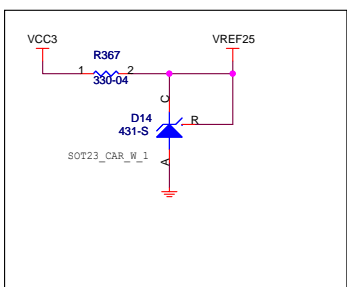 VCC3
VREF25
R367
1
2
330-04
C
D14
R
431-S
SOT23_CAR_W_1
A